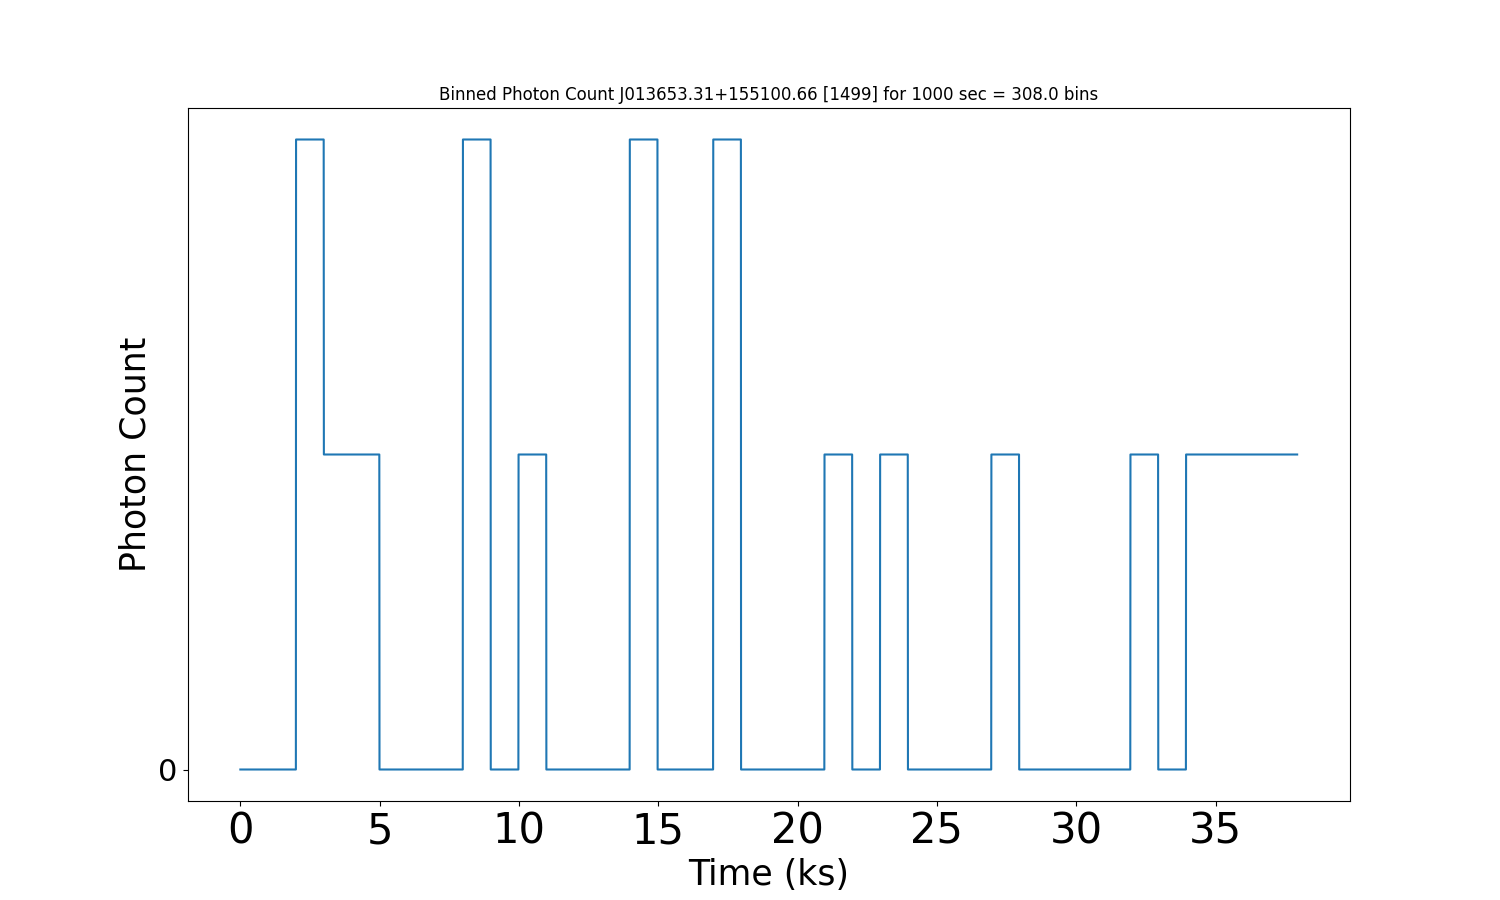 Binned Photon Count J013653.31+155100.66 [1499] for 1000 sec = 308.0 bins
Photon Count
0
0 5 10 15 20 25 30 35
Time (ks)